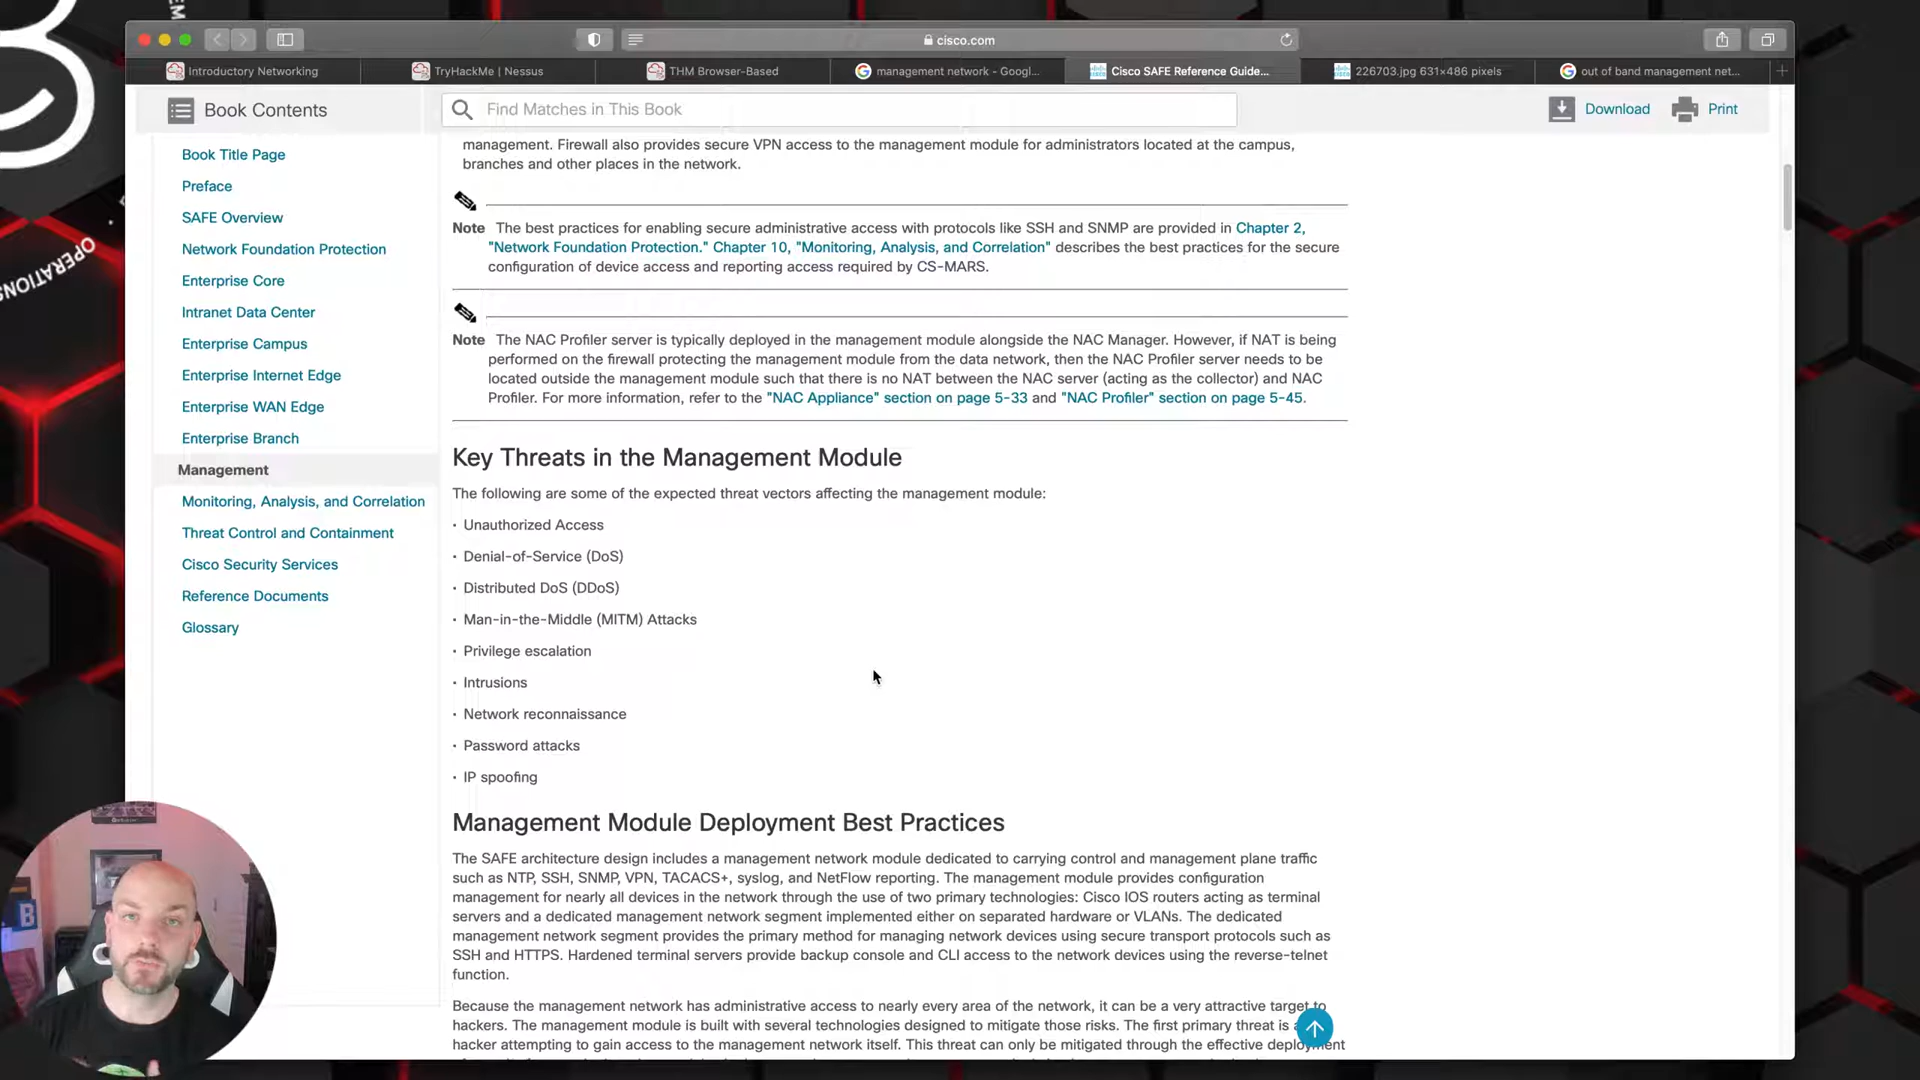 EM
OPERATIONS
cisco.com
Introductory Networking
TryHackMe | Nessus
THM Browser-Based
management network - Googl...
Cisco SAFE Reference Guide...
226703.jpg 631×486 pixels
out of band management net...
Book Contents
Find Matches in This Book
Download
Print
Book Title Page
Preface
SAFE Overview
Network Foundation Protection
Enterprise Core
Intranet Data Center
Enterprise Campus
Enterprise Internet Edge
Enterprise WAN Edge
Enterprise Branch
Management
Monitoring, Analysis, and Correlation
Threat Control and Containment
Cisco Security Services
Reference Documents
Glossary
management. Firewall also provides secure VPN access to the management module for administrators located at the campus,
branches and other places in the network.
Note The best practices for enabling secure administrative access with protocols like SSH and SNMP are provided in Chapter 2,
"Network Foundation Protection." Chapter 10, "Monitoring, Analysis, and Correlation" describes the best practices for the secure
configuration of device access and reporting access required by CS-MARS.
Note The NAC Profiler server is typically deployed in the management module alongside the NAC Manager. However, if NAT is being
performed on the firewall protecting the management module from the data network, then the NAC Profiler server needs to be
located outside the management module such that there is no NAT between the NAC server (acting as the collector) and NAC
Profiler. For more information, refer to the "NAC Appliance" section on page 5-33 and "NAC Profiler" section on page 5-45.
Key Threats in the Management Module
The following are some of the expected threat vectors affecting the management module:
• Unauthorized Access
• Denial-of-Service (DoS)
• Distributed DoS (DDoS)
• Man-in-the-Middle (MITM) Attacks
• Privilege escalation
• Intrusions
• Network reconnaissance
• Password attacks
• IP spoofing
Management Module Deployment Best Practices
The SAFE architecture design includes a management network module dedicated to carrying control and management plane traffic
such as NTP, SSH, SNMP, VPN, TACACS+, syslog, and NetFlow reporting. The management module provides configuration
management for nearly all devices in the network through the use of two primary technologies: Cisco IOS routers acting as terminal
servers and a dedicated management network segment implemented either on separated hardware or VLANs. The dedicated
management network segment provides the primary method for managing network devices using secure transport protocols such as
SSH and HTTPS. Hardened terminal servers provide backup console and CLI access to the network devices using the reverse-telnet
function.
Because the management network has administrative access to nearly every area of the network, it can be a very attractive target to
hackers. The management module is built with several technologies designed to mitigate those risks. The first primary threat is a
hacker attempting to gain access to the management network itself. This threat can only be mitigated through the effective deployment